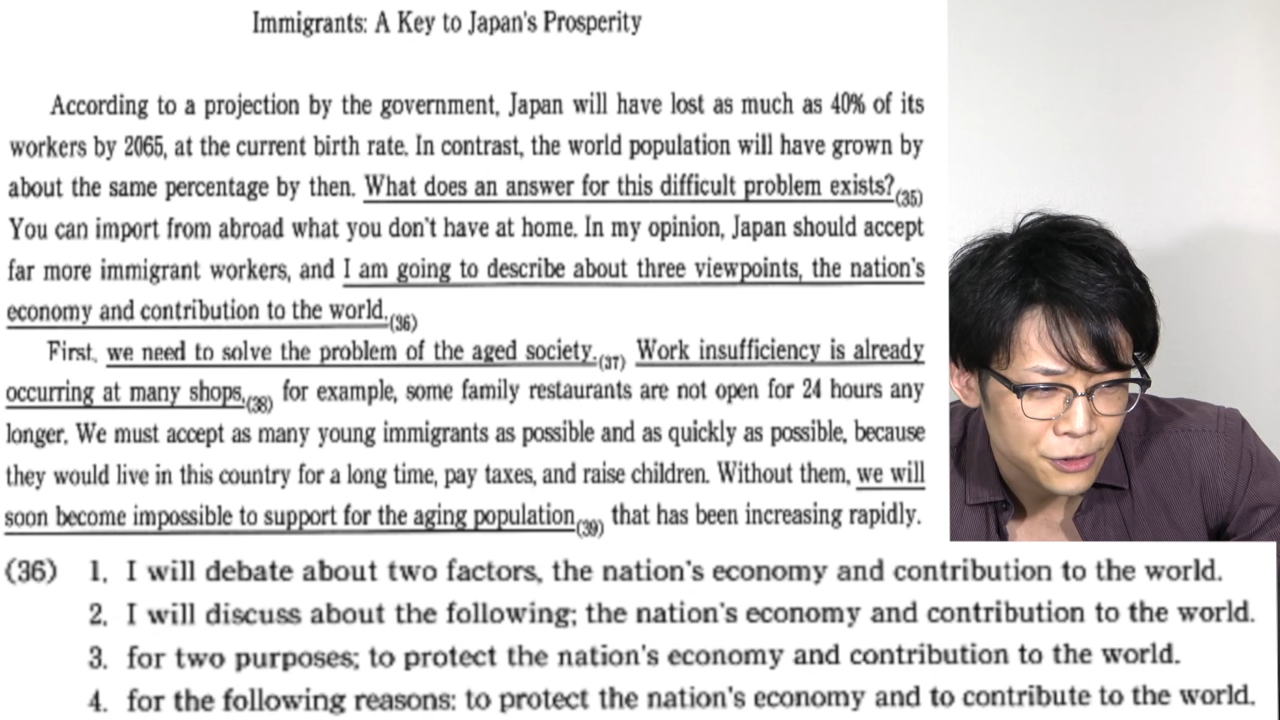 Immigrants: A Key to Japan's Prosperity
According to a projection by the government, Japan will have lost as much as 40% of its
workers by 2065, at the current birth rate. In contrast, the world population will have grown by
about the same percentage by then. What does an answer for this difficult problem exists?(35)
You can import from abroad what you don't have at home. In my opinion, Japan should accept
far more immigrant workers, and I am going to describe about three viewpoints, the nation's
economy and contribution to the world.(36)
First, we need to solve the problem of the aged society.(37) Work insufficiency is already
occurring at many shops,(38) for example, some family restaurants are not open for 24 hours any
longer. We must accept as many young immigrants as possible and as quickly as possible, because
they would live in this country for a long time, pay taxes, and raise children. Without them, we will
soon become impossible to support for the aging population(39) that has been increasing rapidly.
(36) 1. I will debate about two factors, the nation's economy and contribution to the world.
2. I will discuss about the following; the nation's economy and contribution to the world.
3. for two purposes; to protect the nation's economy and contribution to the world.
4. for the following reasons: to protect the nation's economy and to contribute to the world.